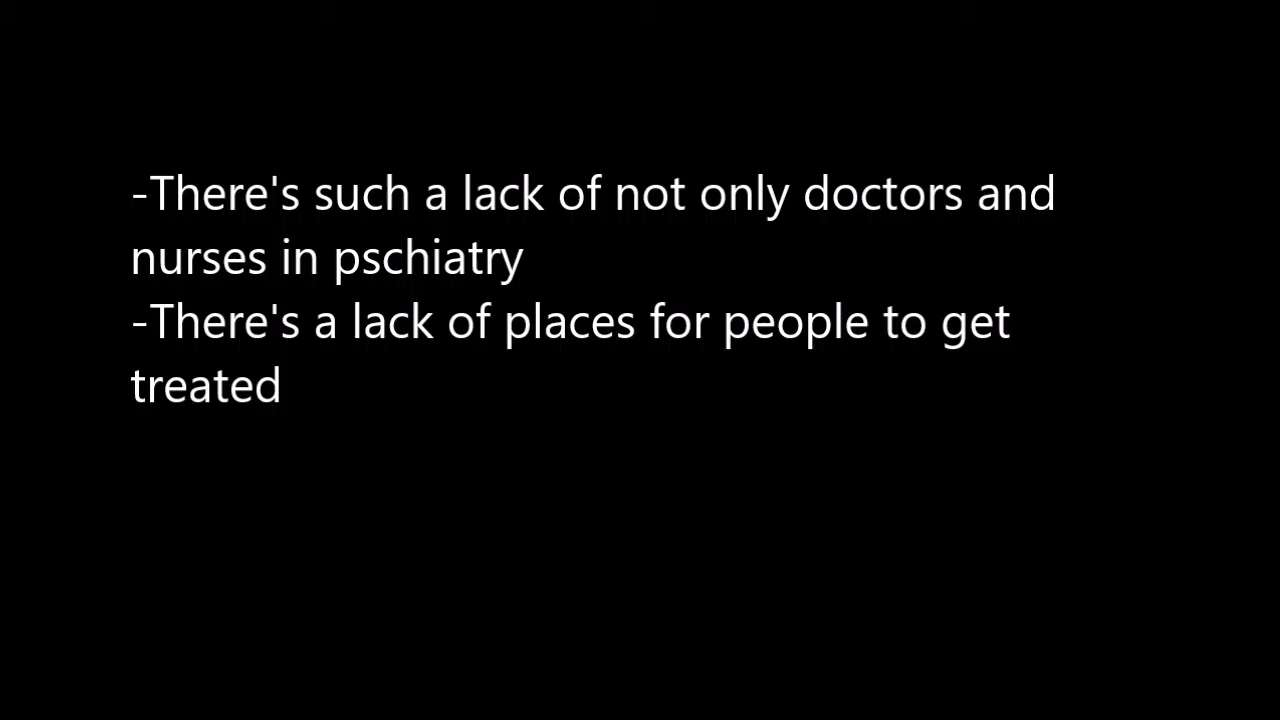 -There's such a lack of not only doctors and
nurses in pschiatry
-There's a lack of places for people to get
treated